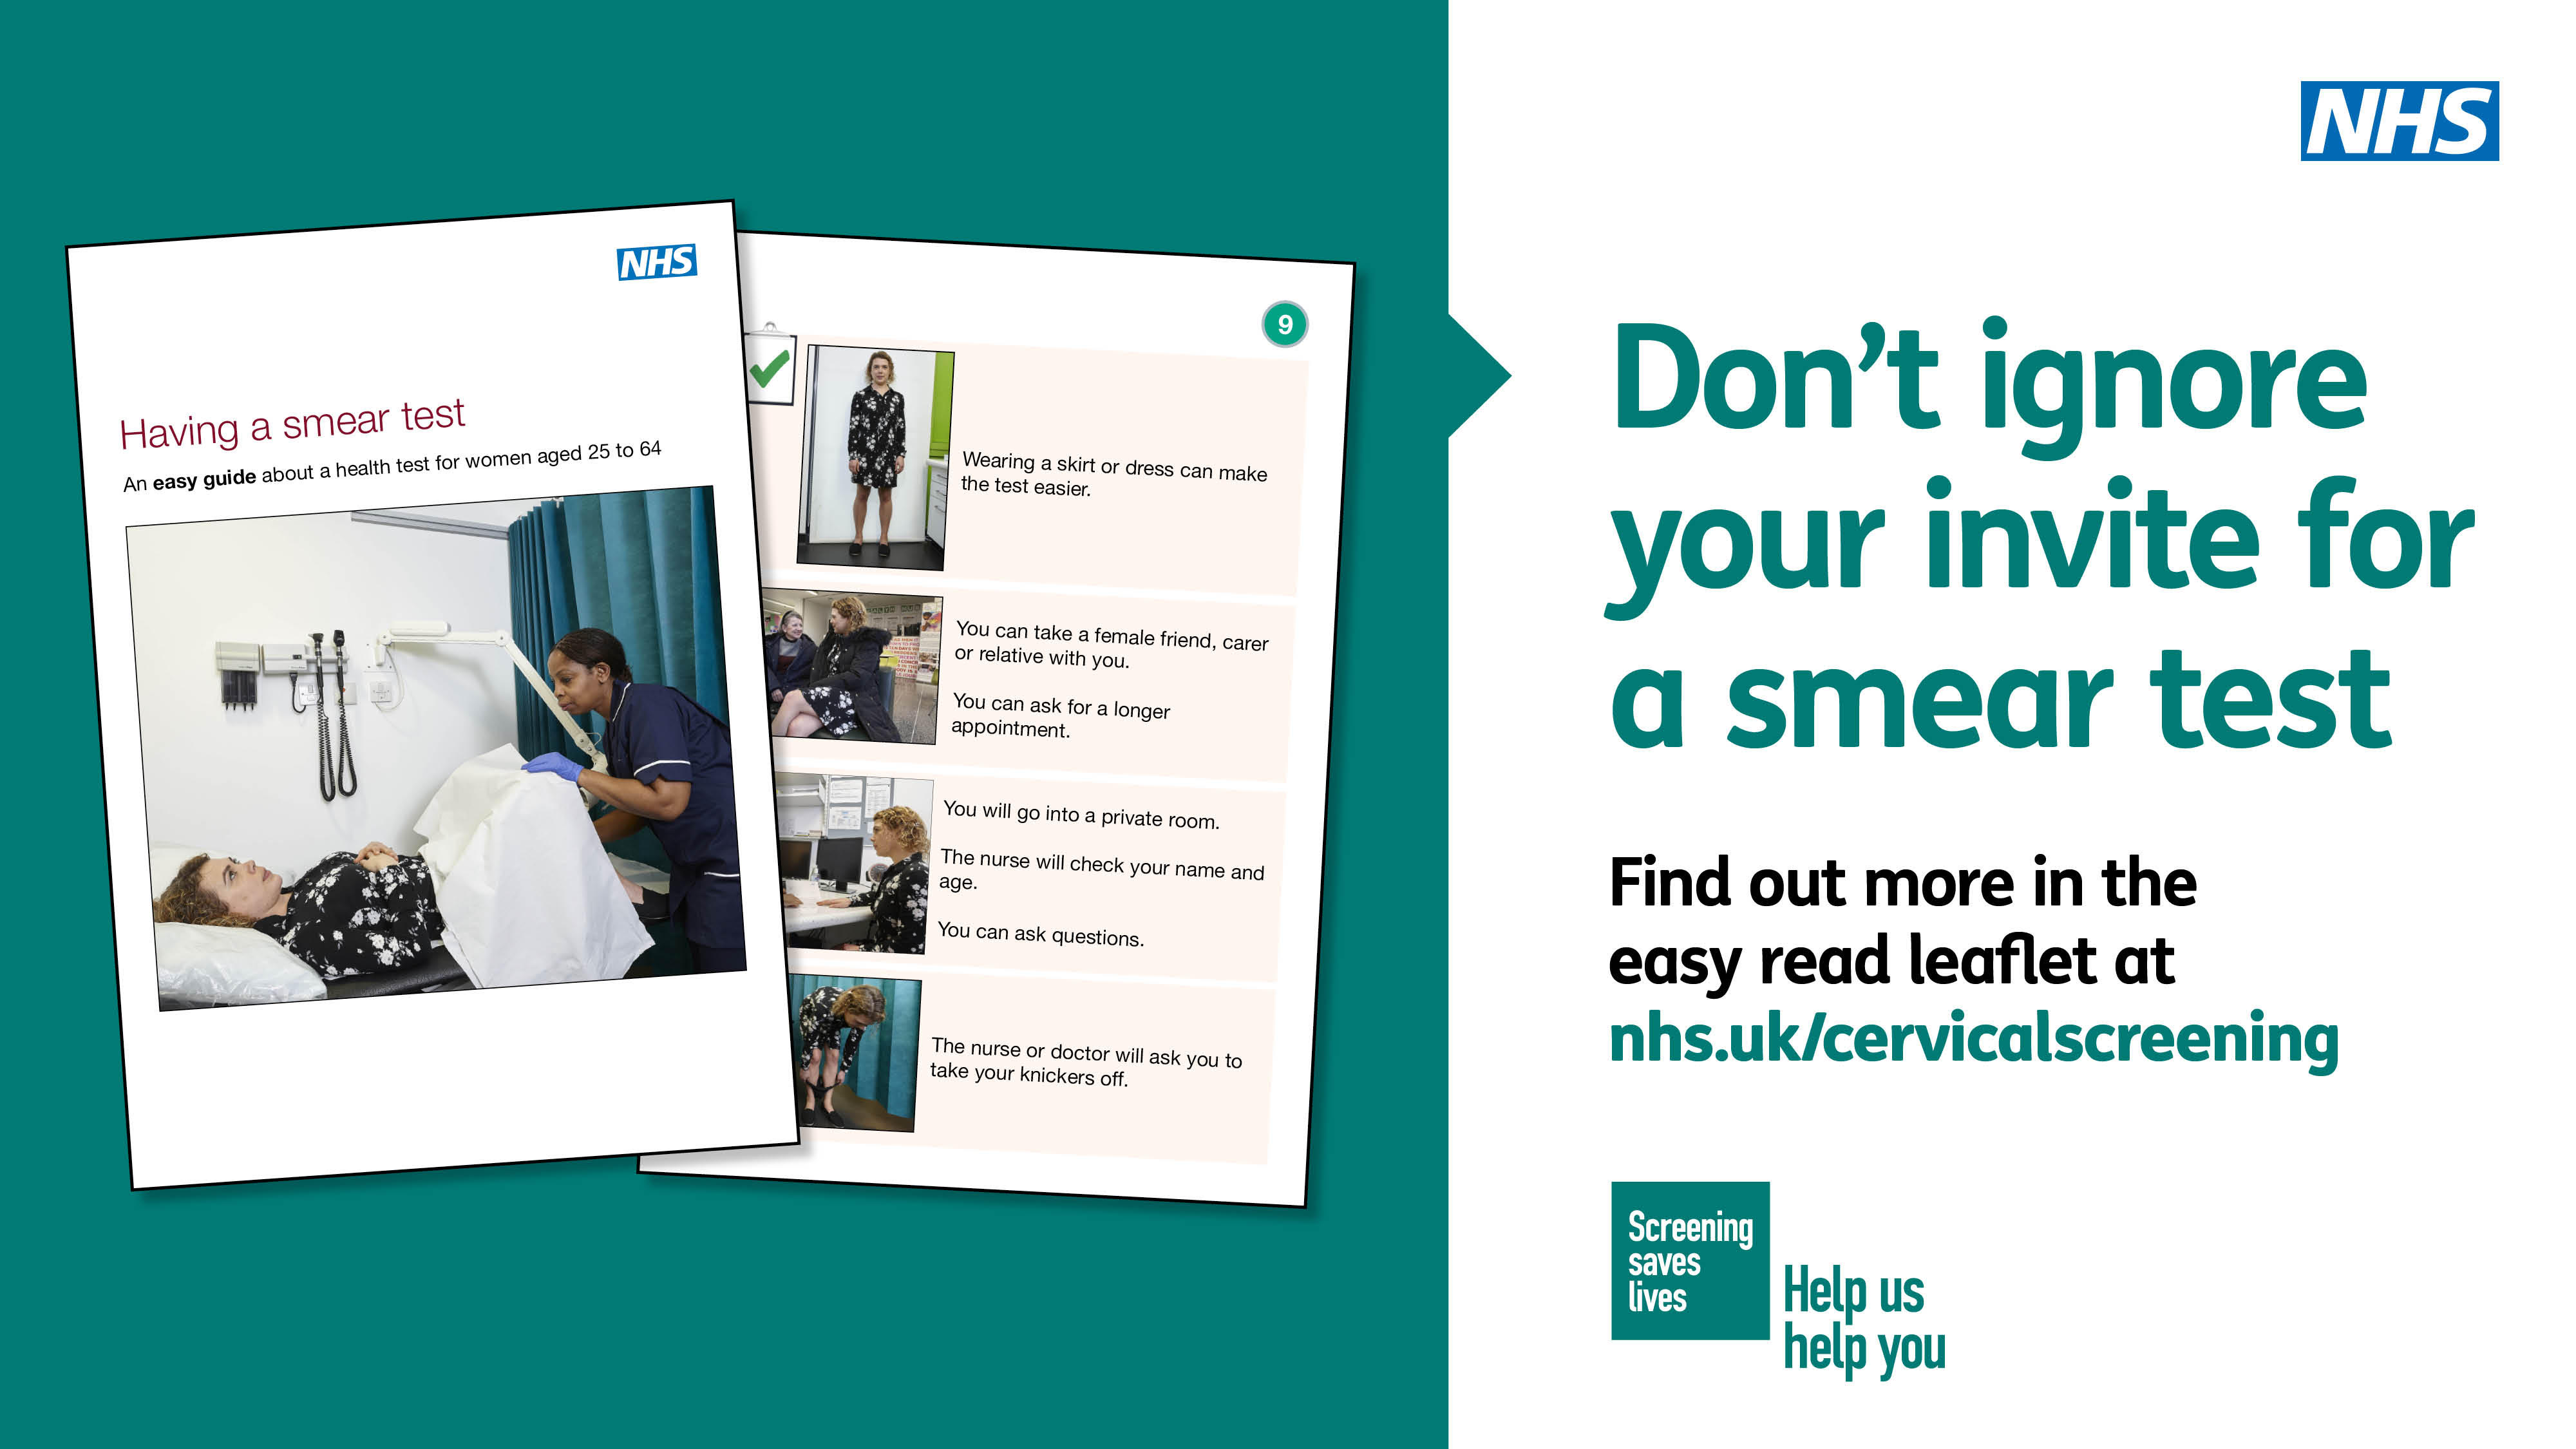 NHS
Having a smear test
An easy guide about a health test for women aged 25 to 64
9
Wearing a skirt or dress can make
the test easier.
You can take a female friend, carer
or relative with you.
You can ask for a longer
appointment.
You will go into a private room.
The nurse will check your name and
age.
You can ask questions.
The nurse or doctor will ask you to
take your knickers off.
NHS
Don’t ignore
your invite for
a smear test
Find out more in the
easy read leaflet at
nhs.uk/cervicalscreening
Screening
saves
lives
Help us
help you